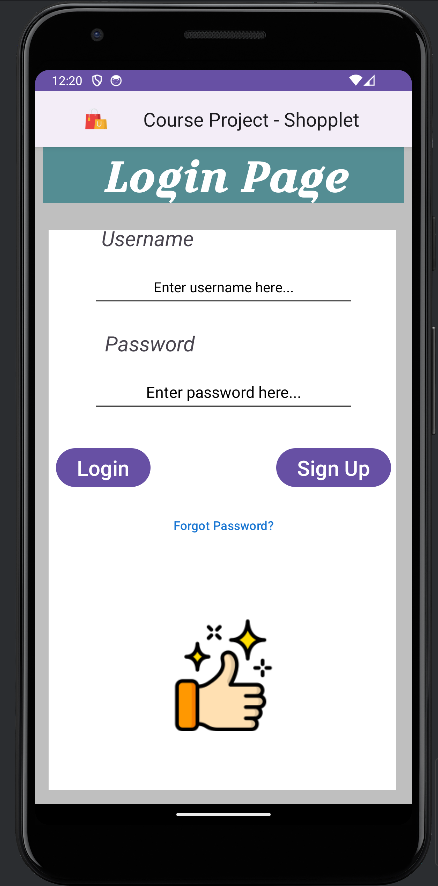 12:20
Course Project - Shopplet
Login Page
Username
Enter username here...
Password
Enter password here...
Login Sign Up
Forgot Password?